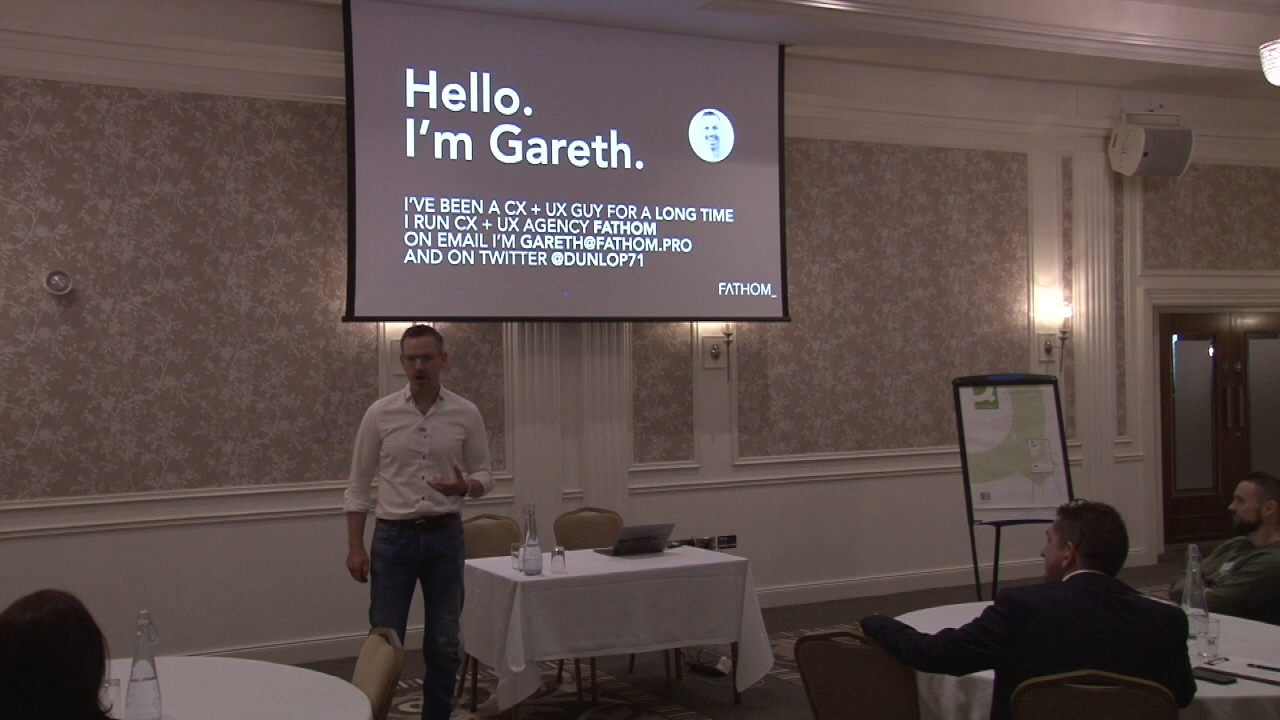 Hello.
I'm Gareth.
I'VE BEEN A CX + UX GUY FOR A LONG TIME
I RUN CX + UX AGENCY FATHOM
ON EMAIL I'M GARETH@FATHOM.PRO
AND ON TWITTER @DUNLOP71
FATHOM_